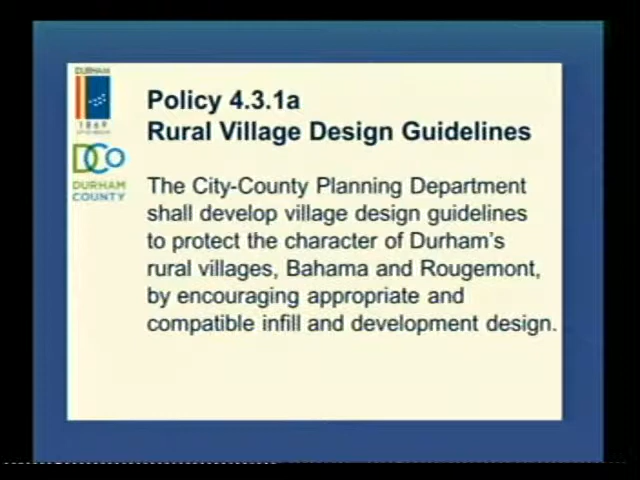 DURHAM
1869
DCO
DURHAM
COUNTY
Policy 4.3.1a
Rural Village Design Guidelines
The City-County Planning Department
shall develop village design guidelines
to protect the character of Durham's
rural villages, Bahama and Rougemont,
by encouraging appropriate and
compatible infill and development design.